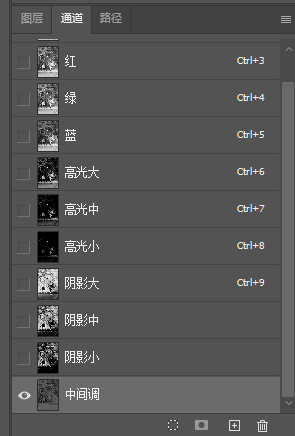 图层 通道 路径
红 Ctrl+3
绿 Ctrl+4
蓝 Ctrl+5
高光大 Ctrl+6
高光中 Ctrl+7
高光小 Ctrl+8
阴影大 Ctrl+9
阴影中
阴影小
中间调